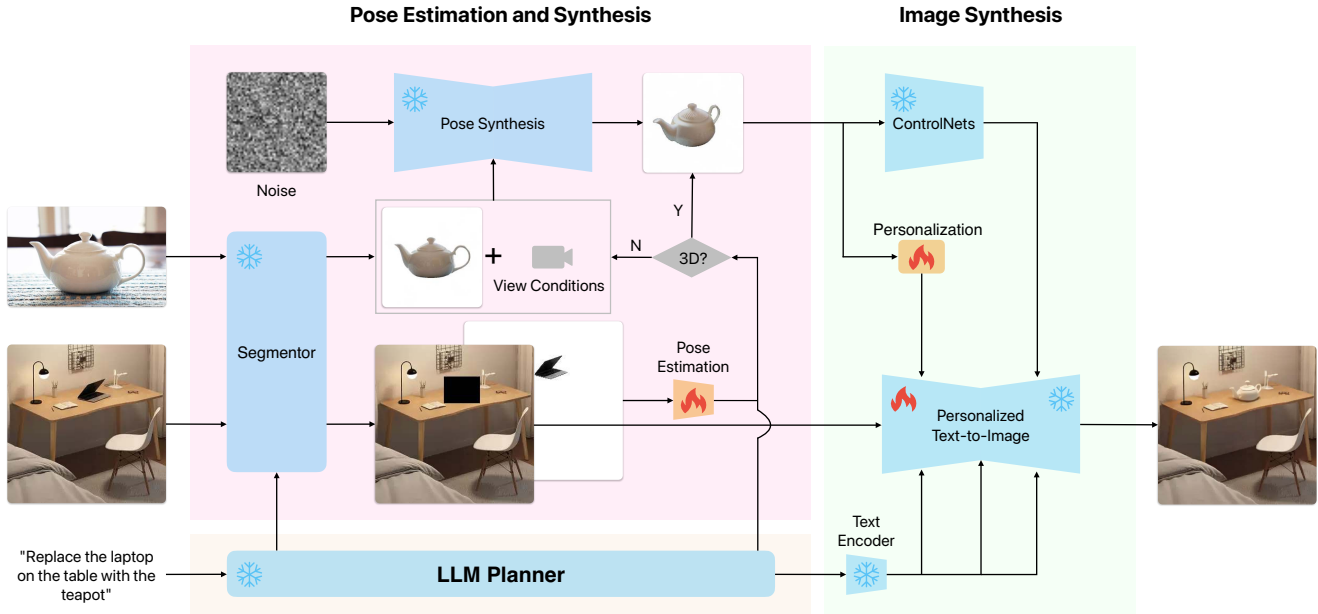 Pose Estimation and Synthesis
Image Synthesis
Noise
Pose Synthesis
ControlNets
Y
N
3D?
+
View Conditions
Personalization
Segmentor
Pose
Estimation
Personalized
Text-to-Image
Text
Encoder
"Replace the laptop
on the table with the
teapot"
LLM Planner